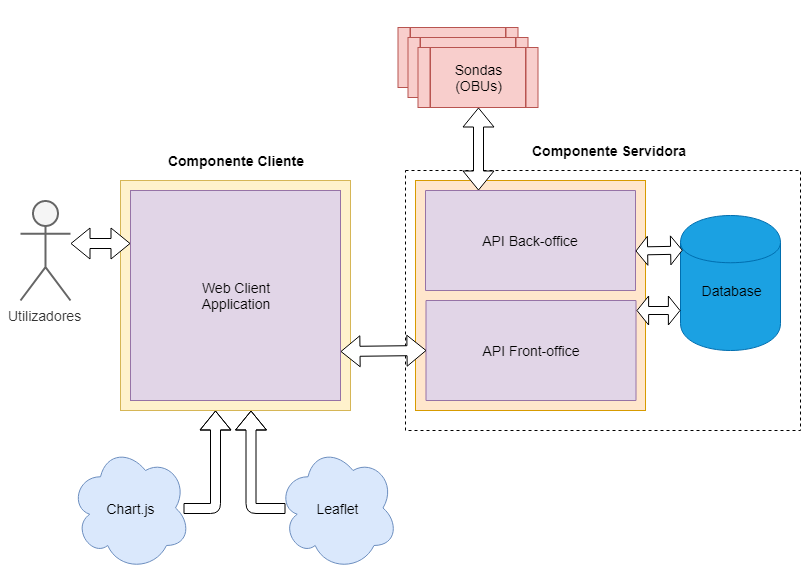 Sondas
(OBUs)
Componente Cliente
Componente Servidora
Utilizadores
Web Client
Application
API Back-office
API Front-office
Database
Chart.js
Leaflet